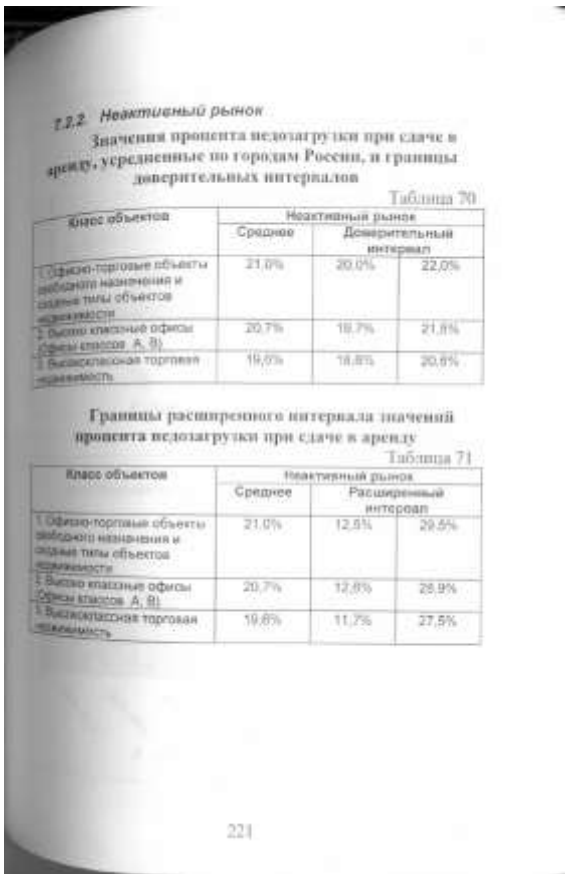 7.2.2 Неактивный рынок
Значения процента недозагрузки при сдаче в
аренду, усредненные по городам России, и границы
доверительных интервалов
Таблица 70
Класс объектов
Неактивный рынок
Среднее
Доверительный
интервал
1. Офисно-торговые объекты
свободного назначения и
сходные типы объектов
недвижимости
21,0% 20,0% 22,0%
2. Высоко классные офисы
(Офисы классов А, В)
20,7% 19,7% 21,6%
3. Высококлассная торговая
недвижимость
19,6% 18,6% 20,6%
Границы расширенного интервала значений
процента недозагрузки при сдаче в аренду
Таблица 71
Класс объектов
Неактивный рынок
Среднее
Расширенный
интервал
1. Офисно-торговые объекты
свободного назначения и
сходные типы объектов
недвижимости
21,0% 12,5% 29,5%
2. Высоко классные офисы
(Офисы классов А, В)
20,7% 12,6% 28,9%
3. Высококлассная торговая
недвижимость
19,6% 11,7% 27,5%
221